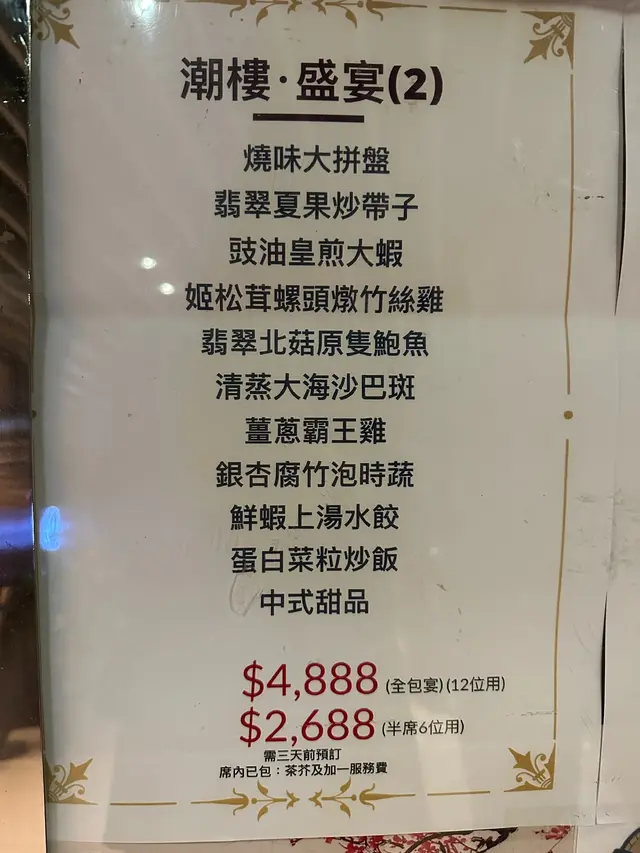 潮樓·盛宴(2)
燒味大拼盤
翡翠夏果炒帶子
豉油皇煎大蝦
姬松茸螺頭燉竹絲雞
翡翠北菇原隻鮑魚
清蒸大海沙巴斑
薑蔥霸王雞
銀杏腐竹泡時蔬
鮮蝦上湯水餃
蛋白菜粒炒飯
中式甜品
$4,888 (全包宴) (12位用)
$2,688 (半席6位用)
需三天前預訂
席內已包：茶芥及加一服務費